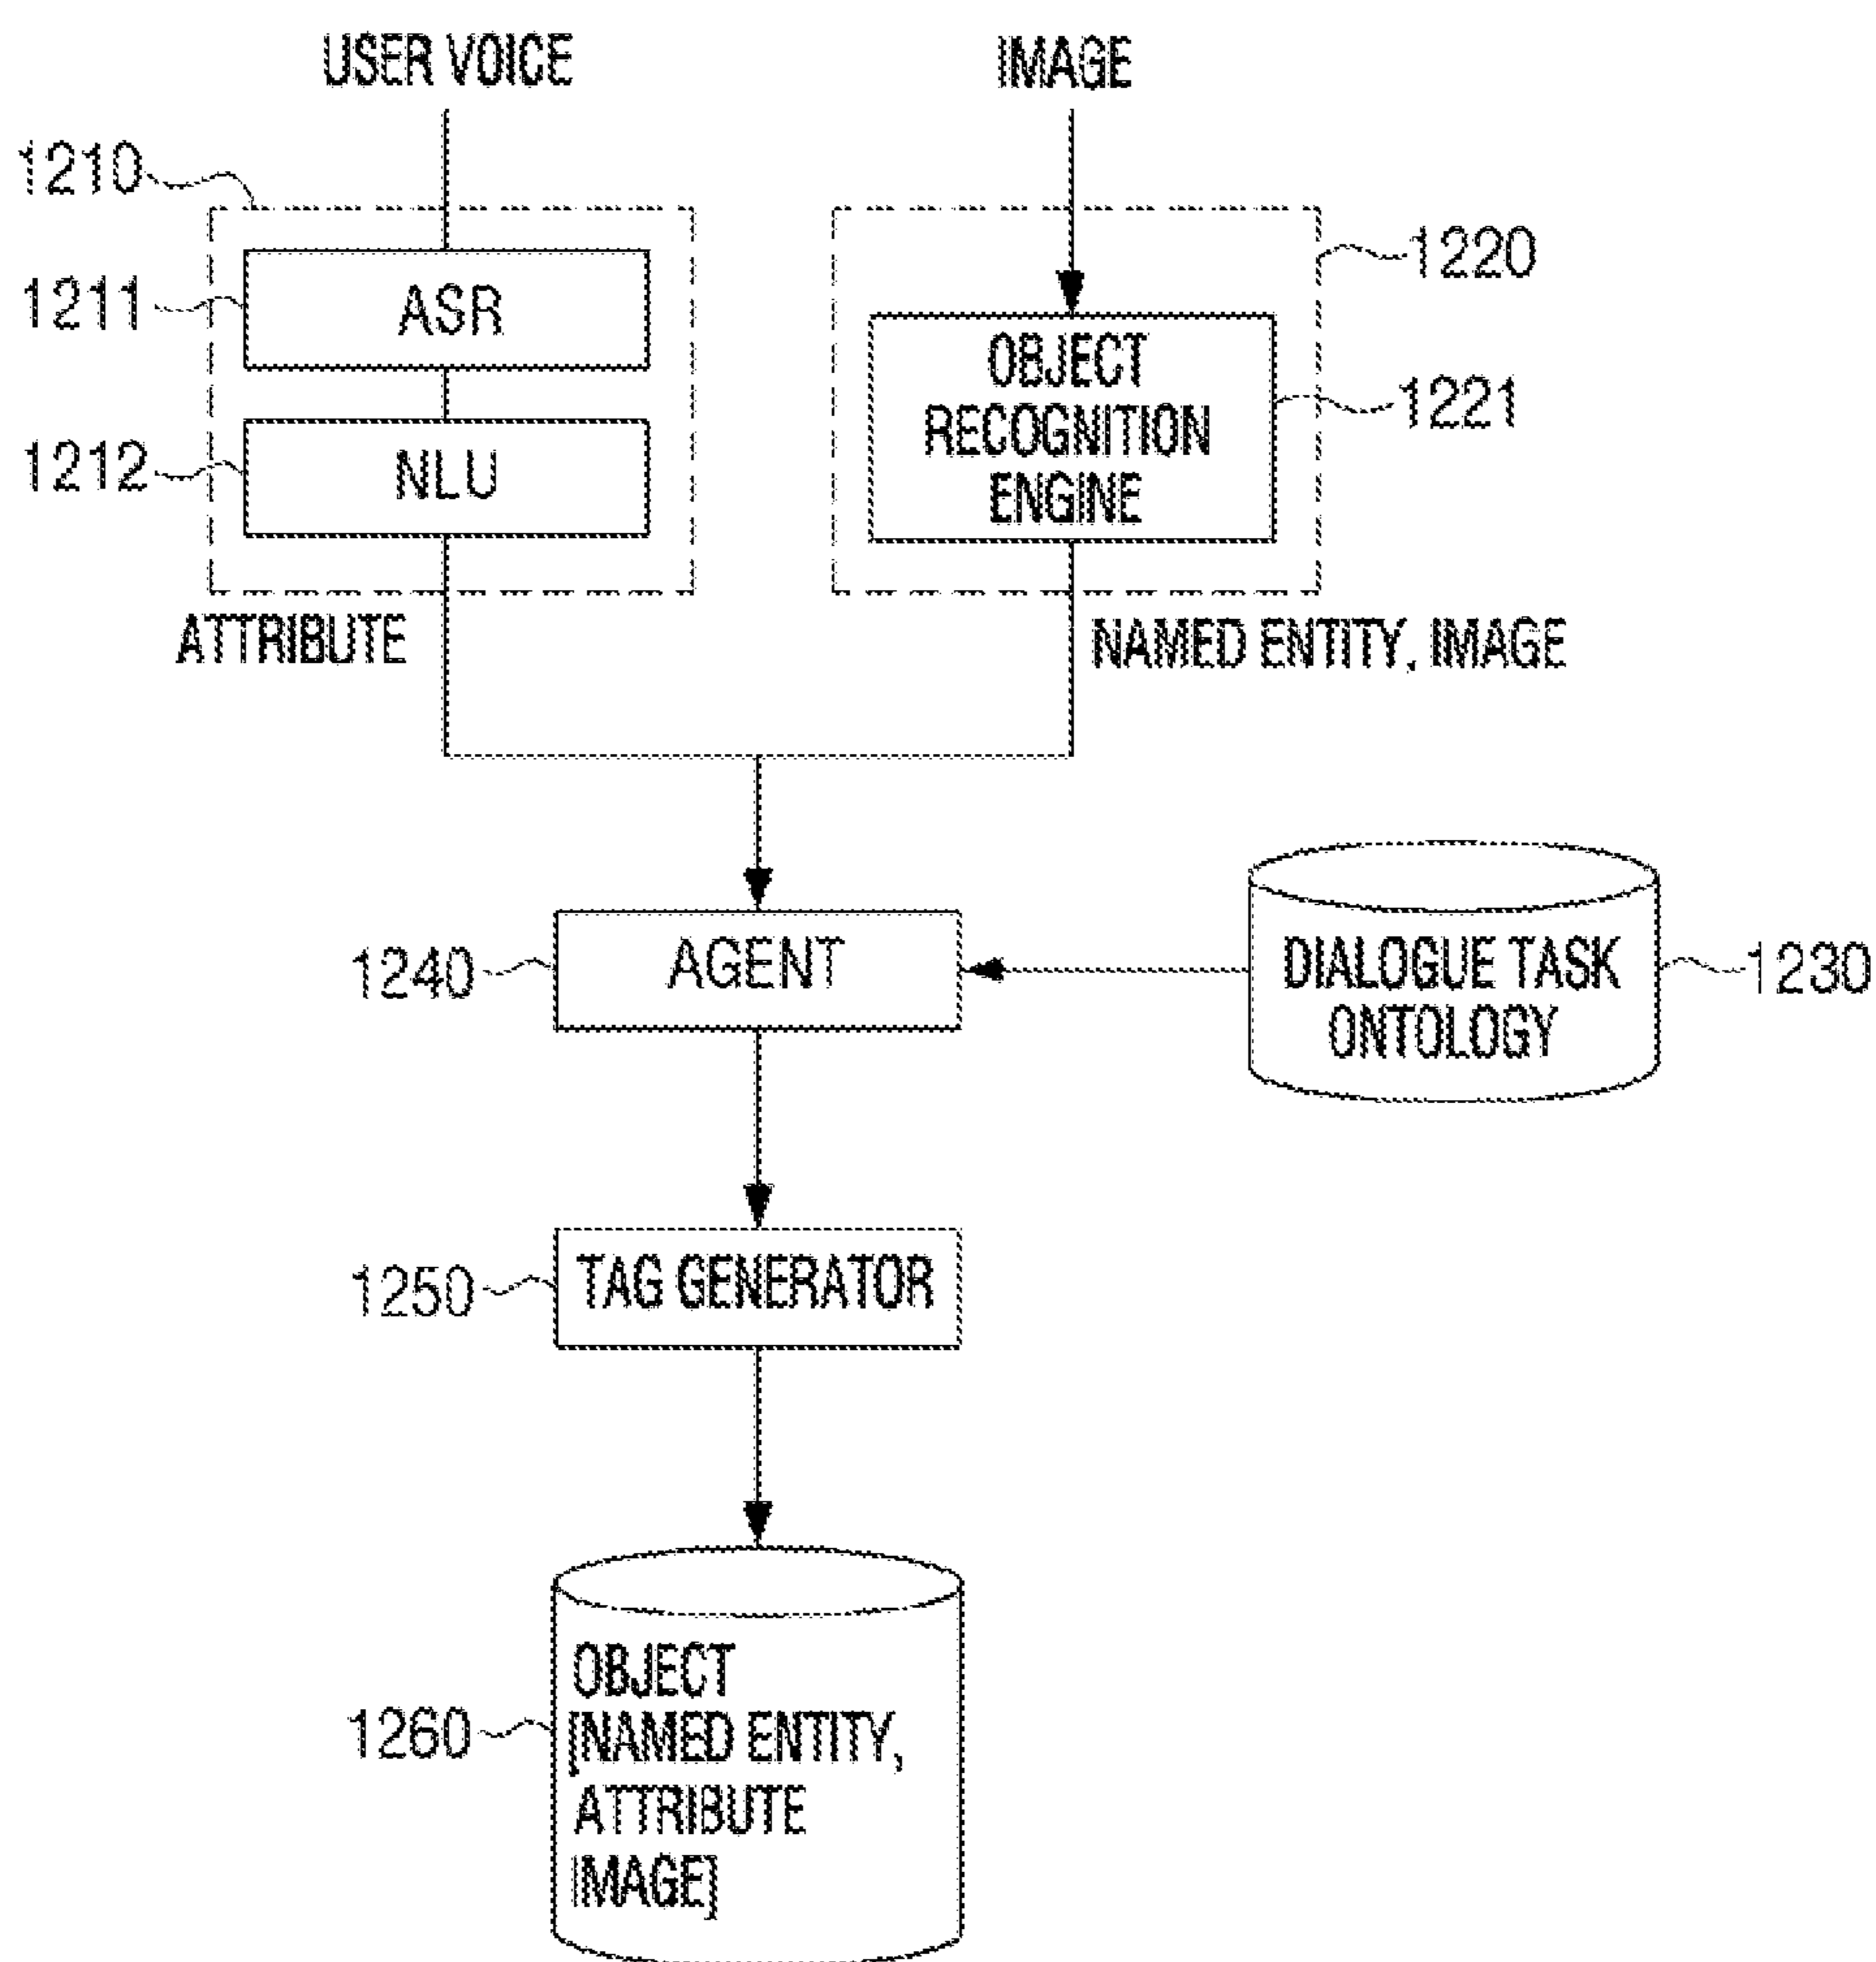 USER VOICE
IMAGE
1210
1220
1211
ASR
OBJECT
RECOGNITION
ENGINE
1221
1212
NLU
ATTRIBUTE
NAMED ENTITY, IMAGE
1240
AGENT
DIALOGUE TASK
ONTOLOGY
1230
1250
TAG GENERATOR
1260
OBJECT
[NAMED ENTITY,
ATTRIBUTE
IMAGE]